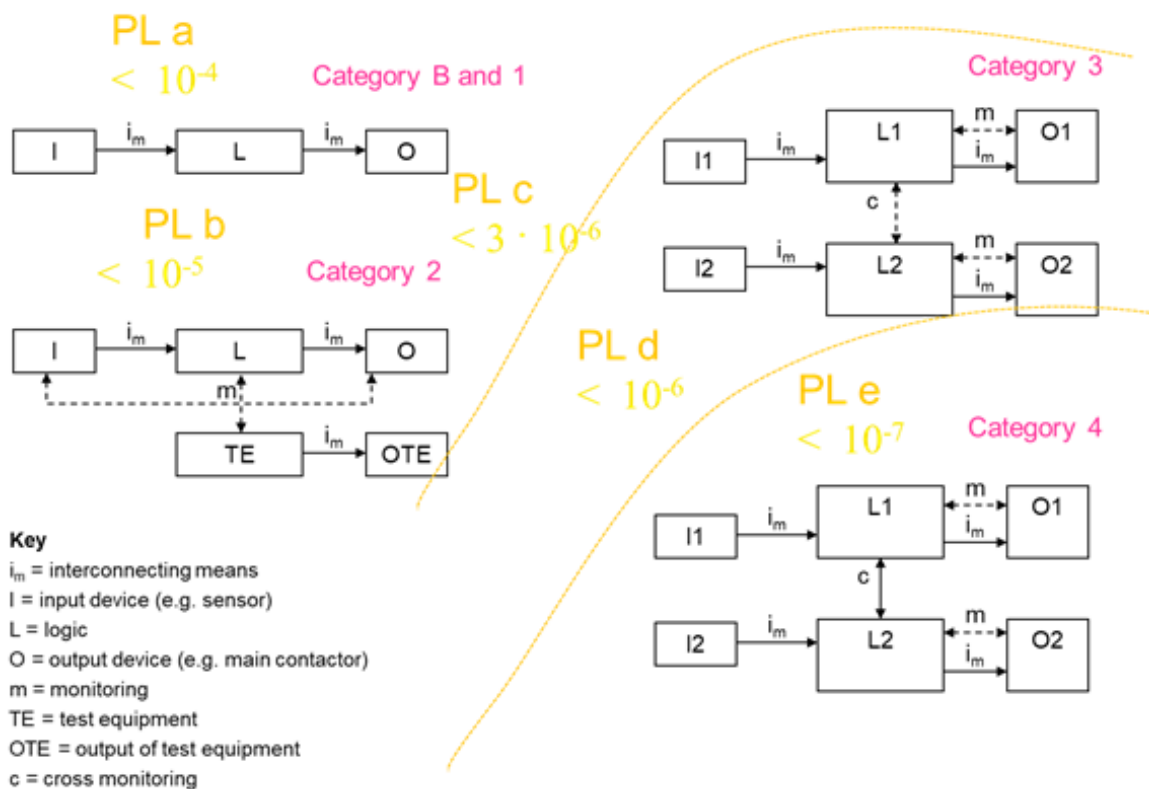 PL a
< 10⁻⁴
Category B and 1
I
iₘ
L
iₘ
O
PL b
< 10⁻⁵
Category 2
I
iₘ
L
iₘ
O
m
TE
iₘ
OTE
PL c
< 3 · 10⁻⁶
Category 3
I1
iₘ
L1
m
iₘ
O1
c
I2
iₘ
L2
m
iₘ
O2
PL d
< 10⁻⁶
PL e
< 10⁻⁷
Category 4
I1
iₘ
L1
m
iₘ
O1
c
I2
iₘ
L2
m
iₘ
O2
Key
iₘ = interconnecting means
I = input device (e.g. sensor)
L = logic
O = output device (e.g. main contactor)
m = monitoring
TE = test equipment
OTE = output of test equipment
c = cross monitoring